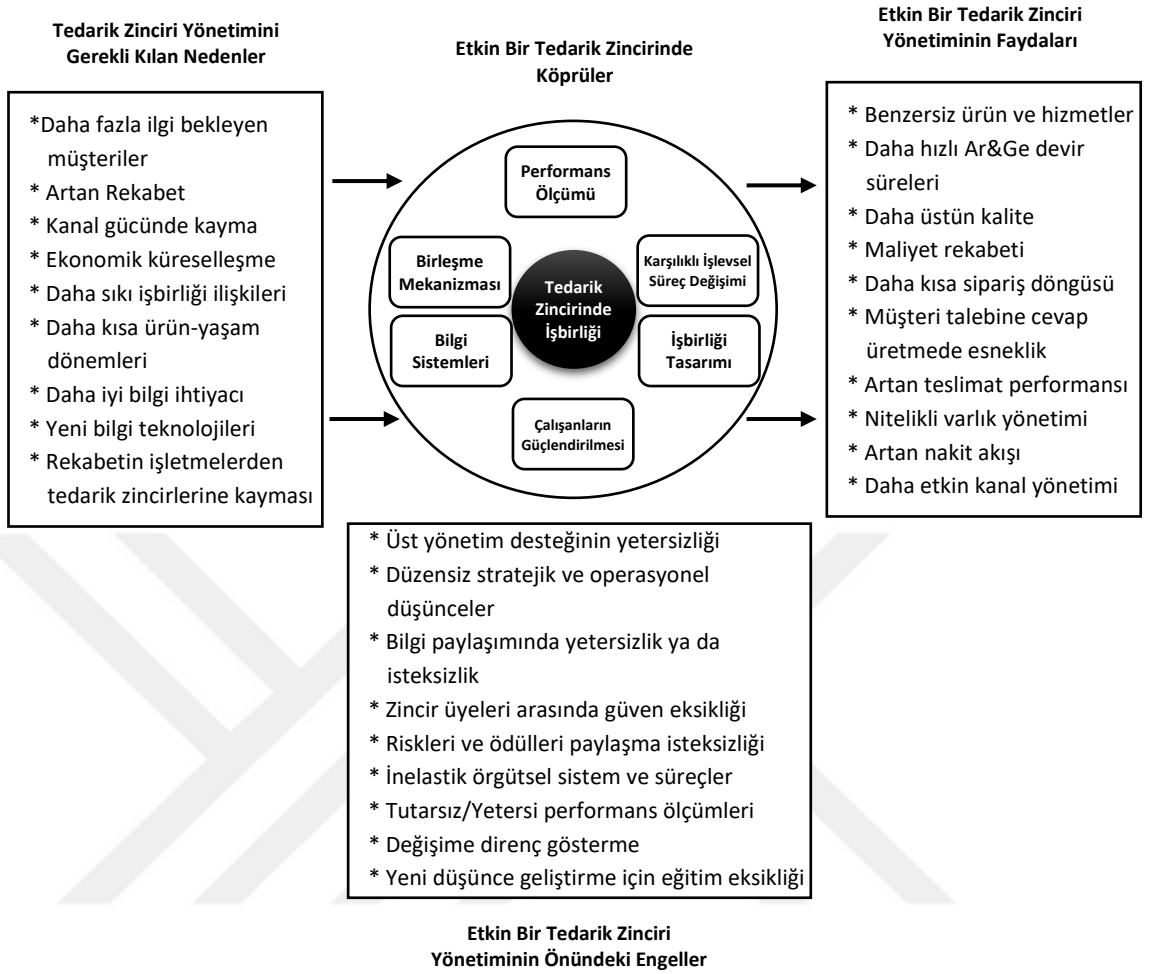 Tedarik Zinciri Yönetimini
Gerekli Kılan Nedenler
*Daha fazla ilgi bekleyen
müşteriler
* Artan Rekabet
* Kanal gücünde kayma
* Ekonomik küreselleşme
* Daha sıkı işbirliği ilişkileri
* Daha kısa ürün-yaşam
dönemleri
* Daha iyi bilgi ihtiyacı
* Yeni bilgi teknolojileri
* Rekabetin işletmelerden
tedarik zincirlerine kayması
Etkin Bir Tedarik Zincirinde
Köprüler
Performans
Ölçümü
Birleşme
Mekanizması
Karşılıklı İşlevsel
Süreç Değişimi
Tedarik
Zincirinde
İşbirliği
Bilgi
Sistemleri
İşbirliği
Tasarımı
Çalışanların
Güçlendirilmesi
Etkin Bir Tedarik Zinciri
Yönetiminin Faydaları
* Benzersiz ürün ve hizmetler
* Daha hızlı Ar&Ge devir
süreleri
* Daha üstün kalite
* Maliyet rekabeti
* Daha kısa sipariş döngüsü
* Müşteri talebine cevap
üretmede esneklik
* Artan teslimat performansı
* Nitelikli varlık yönetimi
* Artan nakit akışı
* Daha etkin kanal yönetimi
* Üst yönetim desteğinin yetersizliği
* Düzensiz stratejik ve operasyonel
düşünceler
* Bilgi paylaşımında yetersizlik ya da
isteksizlik
* Zincir üyeleri arasında güven eksikliği
* Riskleri ve ödülleri paylaşma isteksizliği
* İnelastik örgütsel sistem ve süreçler
* Tutarsız/Yetersi performans ölçümleri
* Değişime direnç gösterme
* Yeni düşünce geliştirme için eğitim eksikliği
Etkin Bir Tedarik Zinciri
Yönetiminin Önündeki Engeller